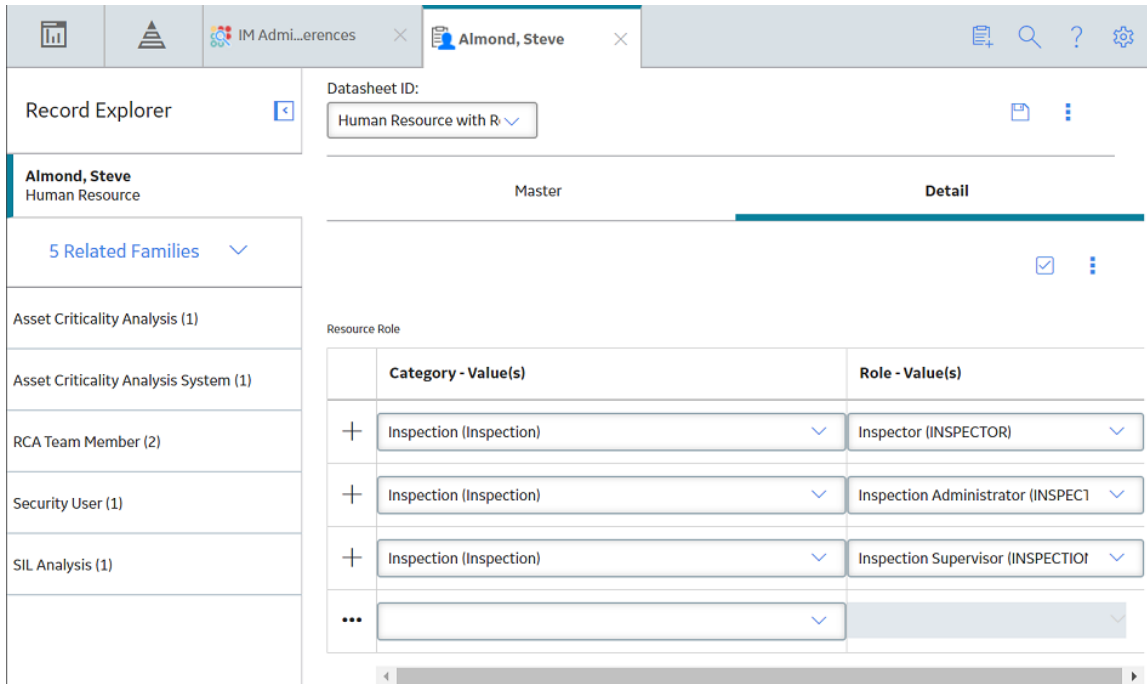 IM Admi...erences
Almond, Steve
?
Record Explorer
Almond, Steve
Human Resource
5 Related Families
Asset Criticality Analysis (1)
Asset Criticality Analysis System (1)
RCA Team Member (2)
Security User (1)
SIL Analysis (1)
Datasheet ID:
Human Resource with R
Master Detail
Resource Role
Category - Value(s) Role - Value(s)
Inspection (Inspection) Inspector (INSPECTOR)
Inspection (Inspection) Inspection Administrator (INSPECT
Inspection (Inspection) Inspection Supervisor (INSPECTION